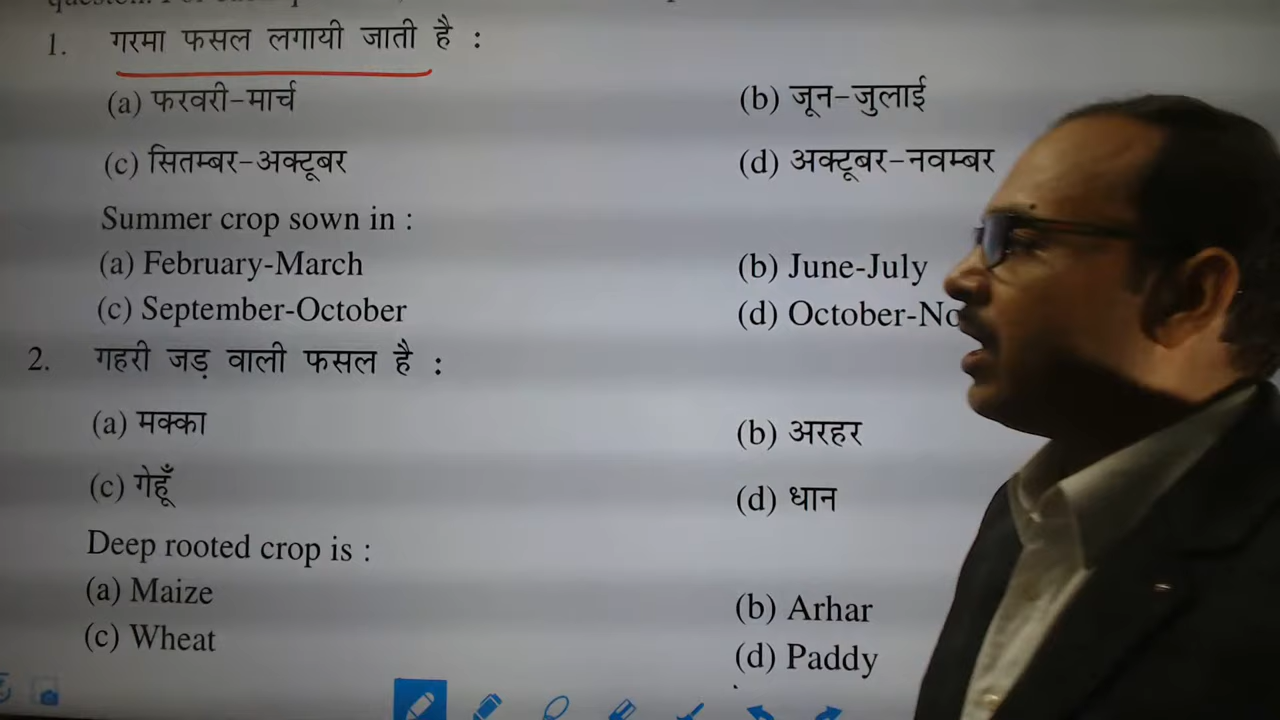 1. गरमा फसल लगायी जाती है :
(a) फरवरी-मार्च (b) जून-जुलाई
(c) सितम्बर-अक्टूबर (d) अक्टूबर-नवम्बर
Summer crop sown in :
(a) February-March (b) June-July
(c) September-October (d) October-No
2. गहरी जड़ वाली फसल है :
(a) मक्का (b) अरहर
(c) गेहूँ (d) धान
Deep rooted crop is :
(a) Maize (b) Arhar
(c) Wheat (d) Paddy